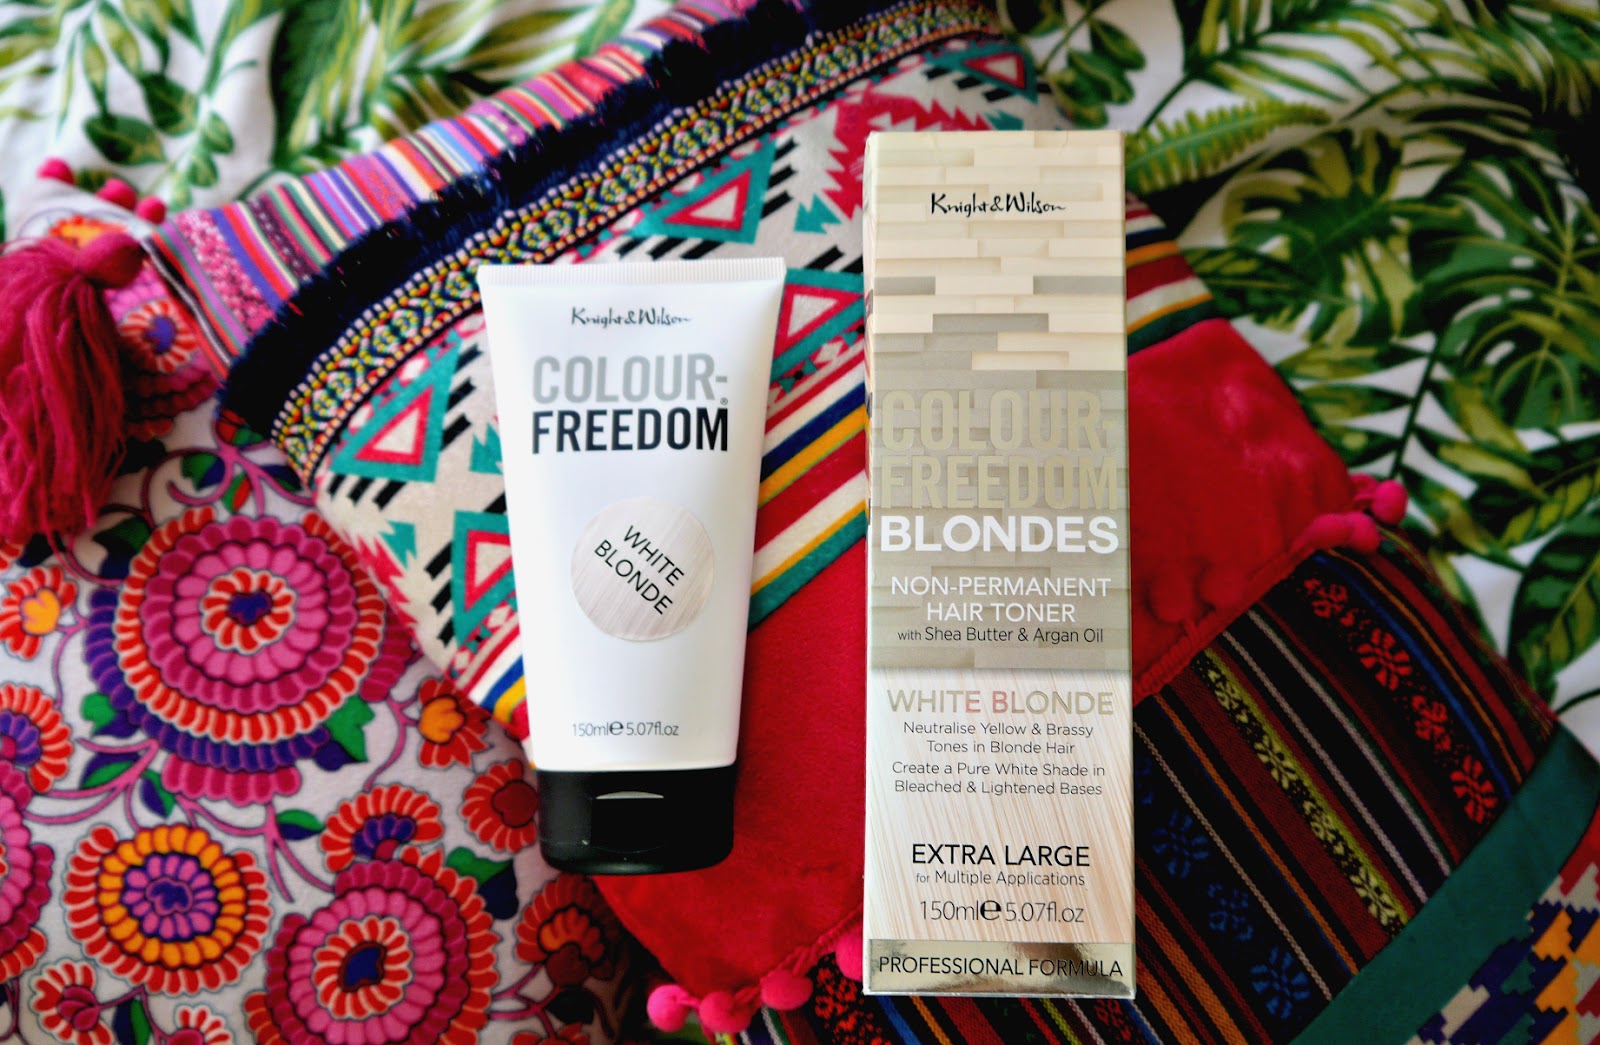 Knight&Wilson
COLOUR-
FREEDOM®
WHITE
BLONDE
150ml℮5.07fl.oz
Knight&Wilson
COLOUR-
FREEDOM
BLONDES
NON-PERMANENT
HAIR TONER
with Shea Butter & Argan Oil
WHITE BLONDE
Neutralise Yellow & Brassy
Tones in Blonde Hair
Create a Pure White Shade in
Bleached & Lightened Bases
EXTRA LARGE
for Multiple Applications
150ml℮5.07fl.oz
PROFESSIONAL FORMULA